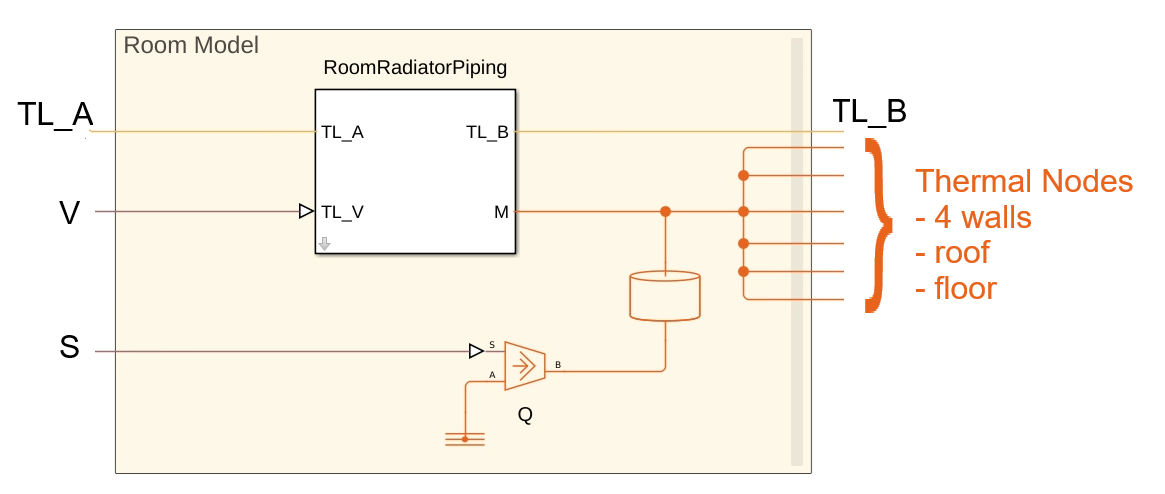 Room Model
RoomRadiatorPiping
TL_A
TL_A
TL_B
TL_B
Thermal Nodes
- 4 walls
- roof
- floor
V
TL_V
M
S
S
A
B
Q